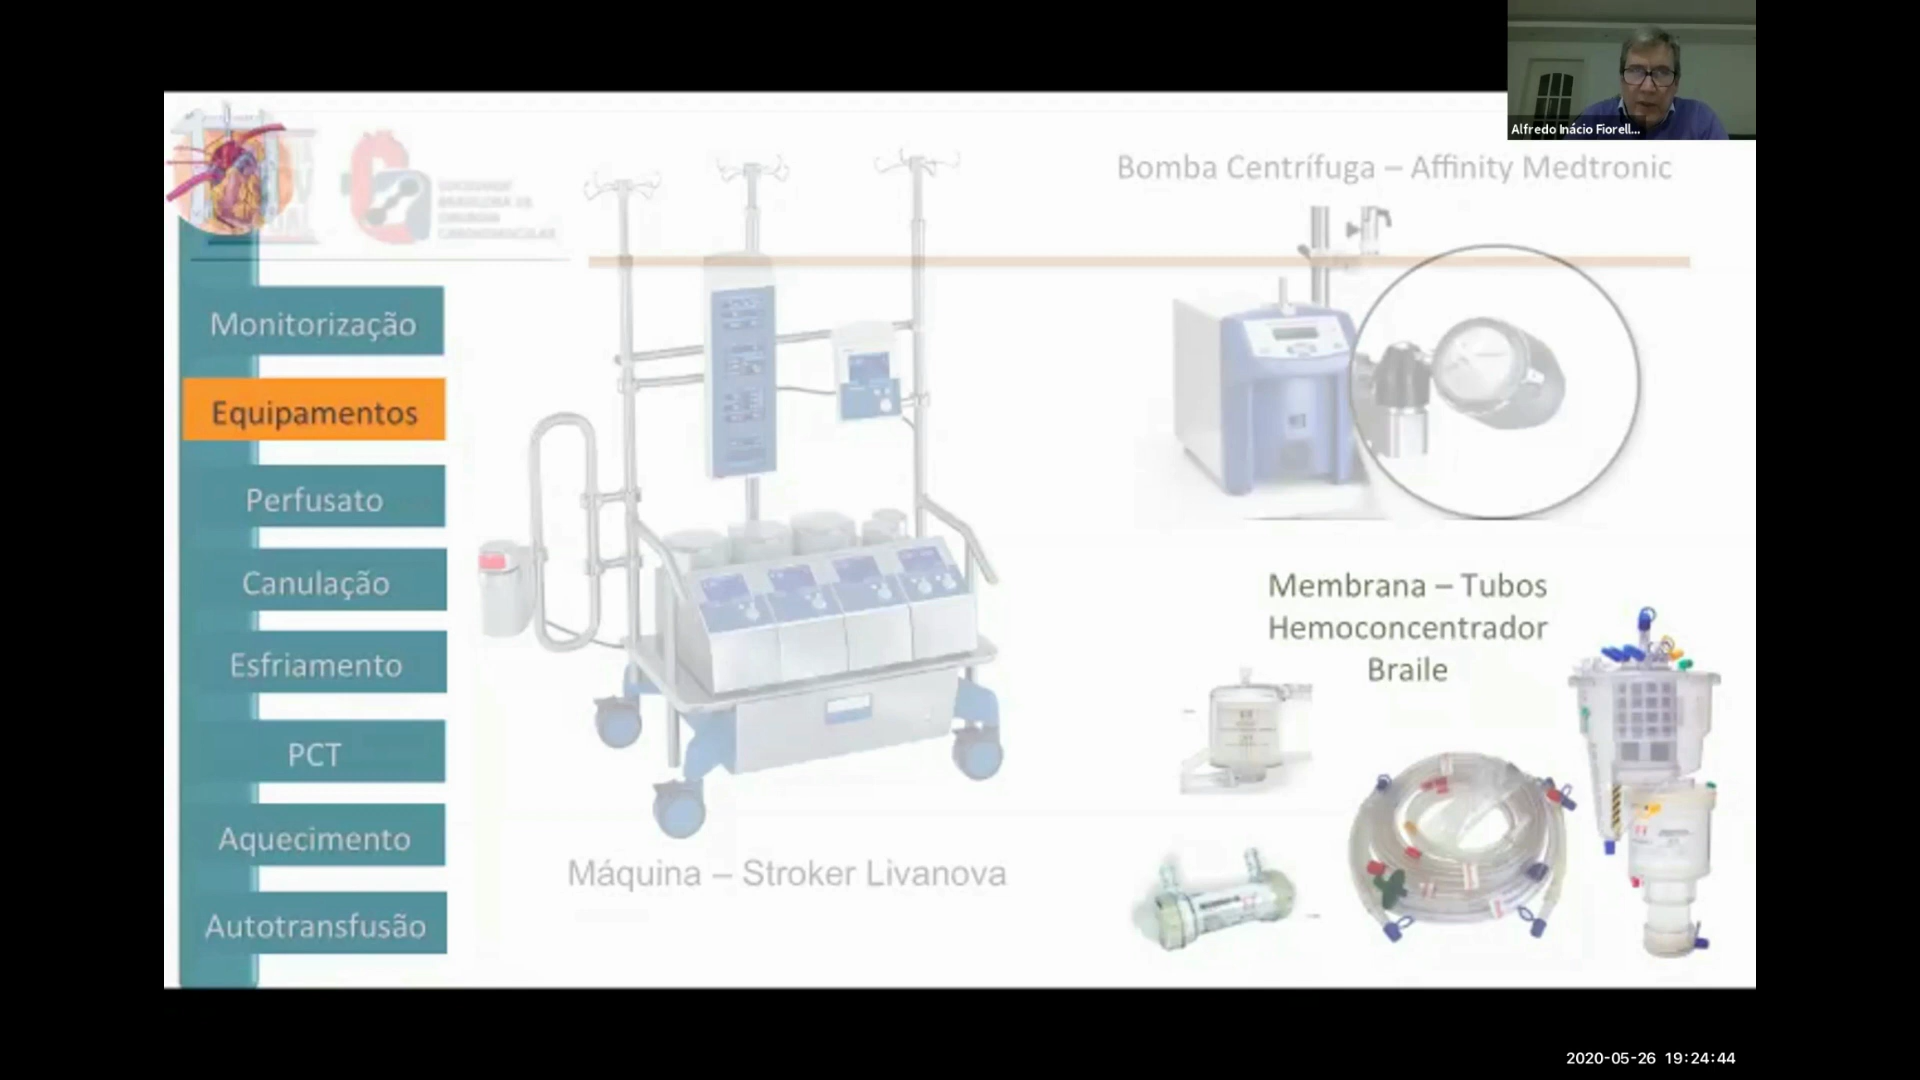 Alfredo Inácio Fiorell...
Bomba Centrífuga – Affinity Medtronic
Monitorização
Equipamentos
Perfusato
Canulação
Esfriamento
PCT
Aquecimento
Autotransfusão
Máquina – Stroker Livanova
Membrana – Tubos
Hemoconcentrador
Braile
2020-05-26 19:24:44